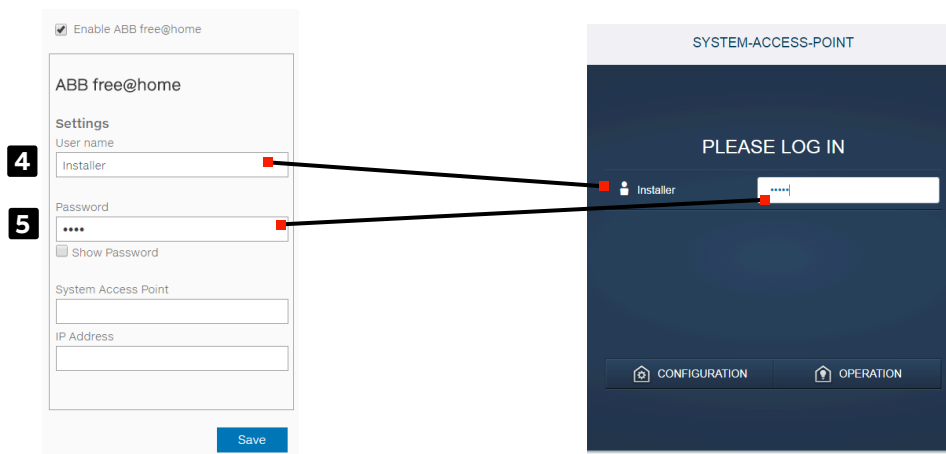 Enable ABB free@home
ABB free@home
Settings
User name
4
Installer
Password
5
••••
Show Password
System Access Point
IP Address
Save
SYSTEM-ACCESS-POINT
PLEASE LOG IN
Installer
•••••
CONFIGURATION
OPERATION